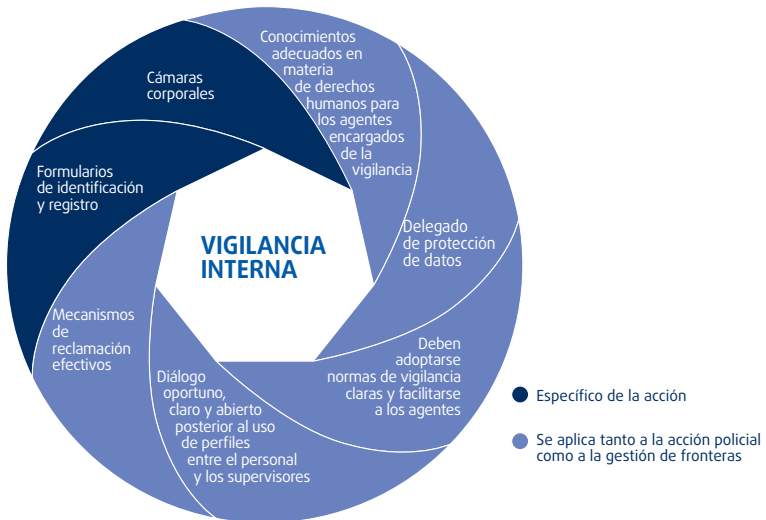 Conocimientos
adecuados en
materia
de derechos
humanos para
los agentes
encargados
de la
vigilancia
Cámaras
corporales
Formularios
de identificación
y registro
VIGILANCIA
INTERNA
Delegado
de protección
de datos
Mecanismos
de
reclamación
efectivos
Deben
adoptarse
normas de vigilancia
claras y facilitarse
a los agentes
Diálogo
oportuno,
claro y abierto
posterior al uso
de perfiles
entre el personal
y los supervisores
Específico de la acción
Se aplica tanto a la acción policial
como a la gestión de fronteras